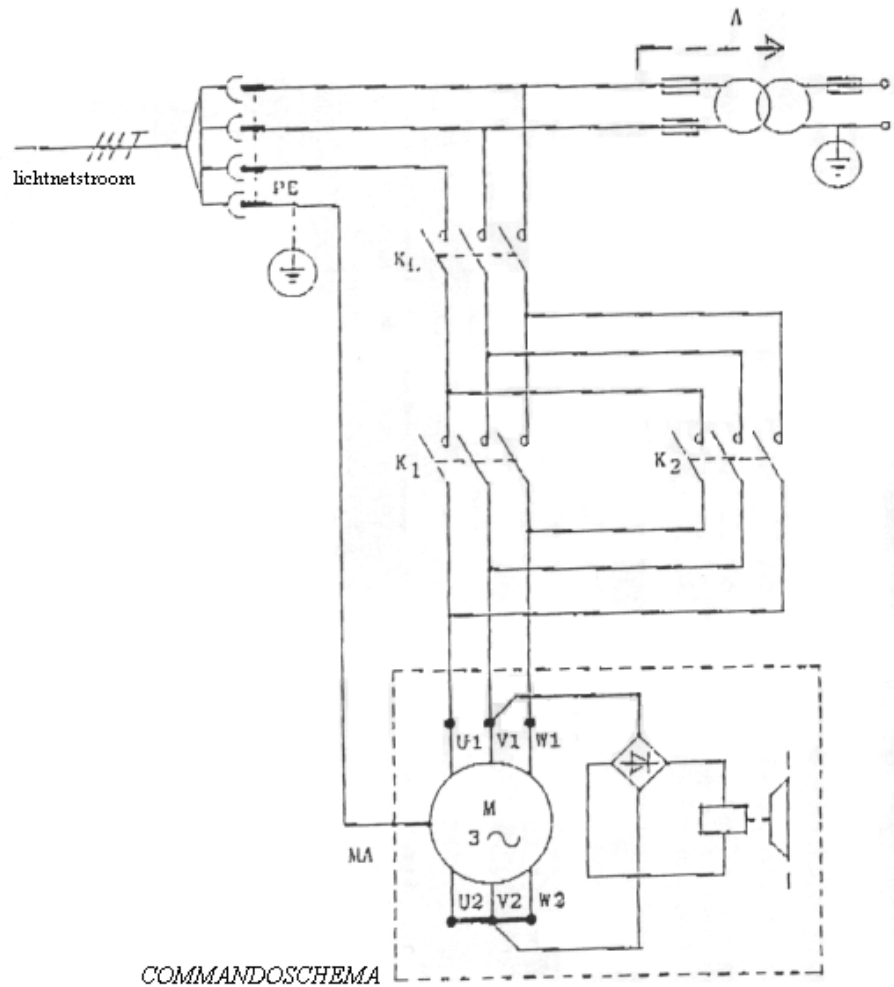 A
lichtnetstroom
PE
K1.
K1
K2
U1 V1 W1
M
3
MA
U2 V2 W2
COMMANDOSCHEMA